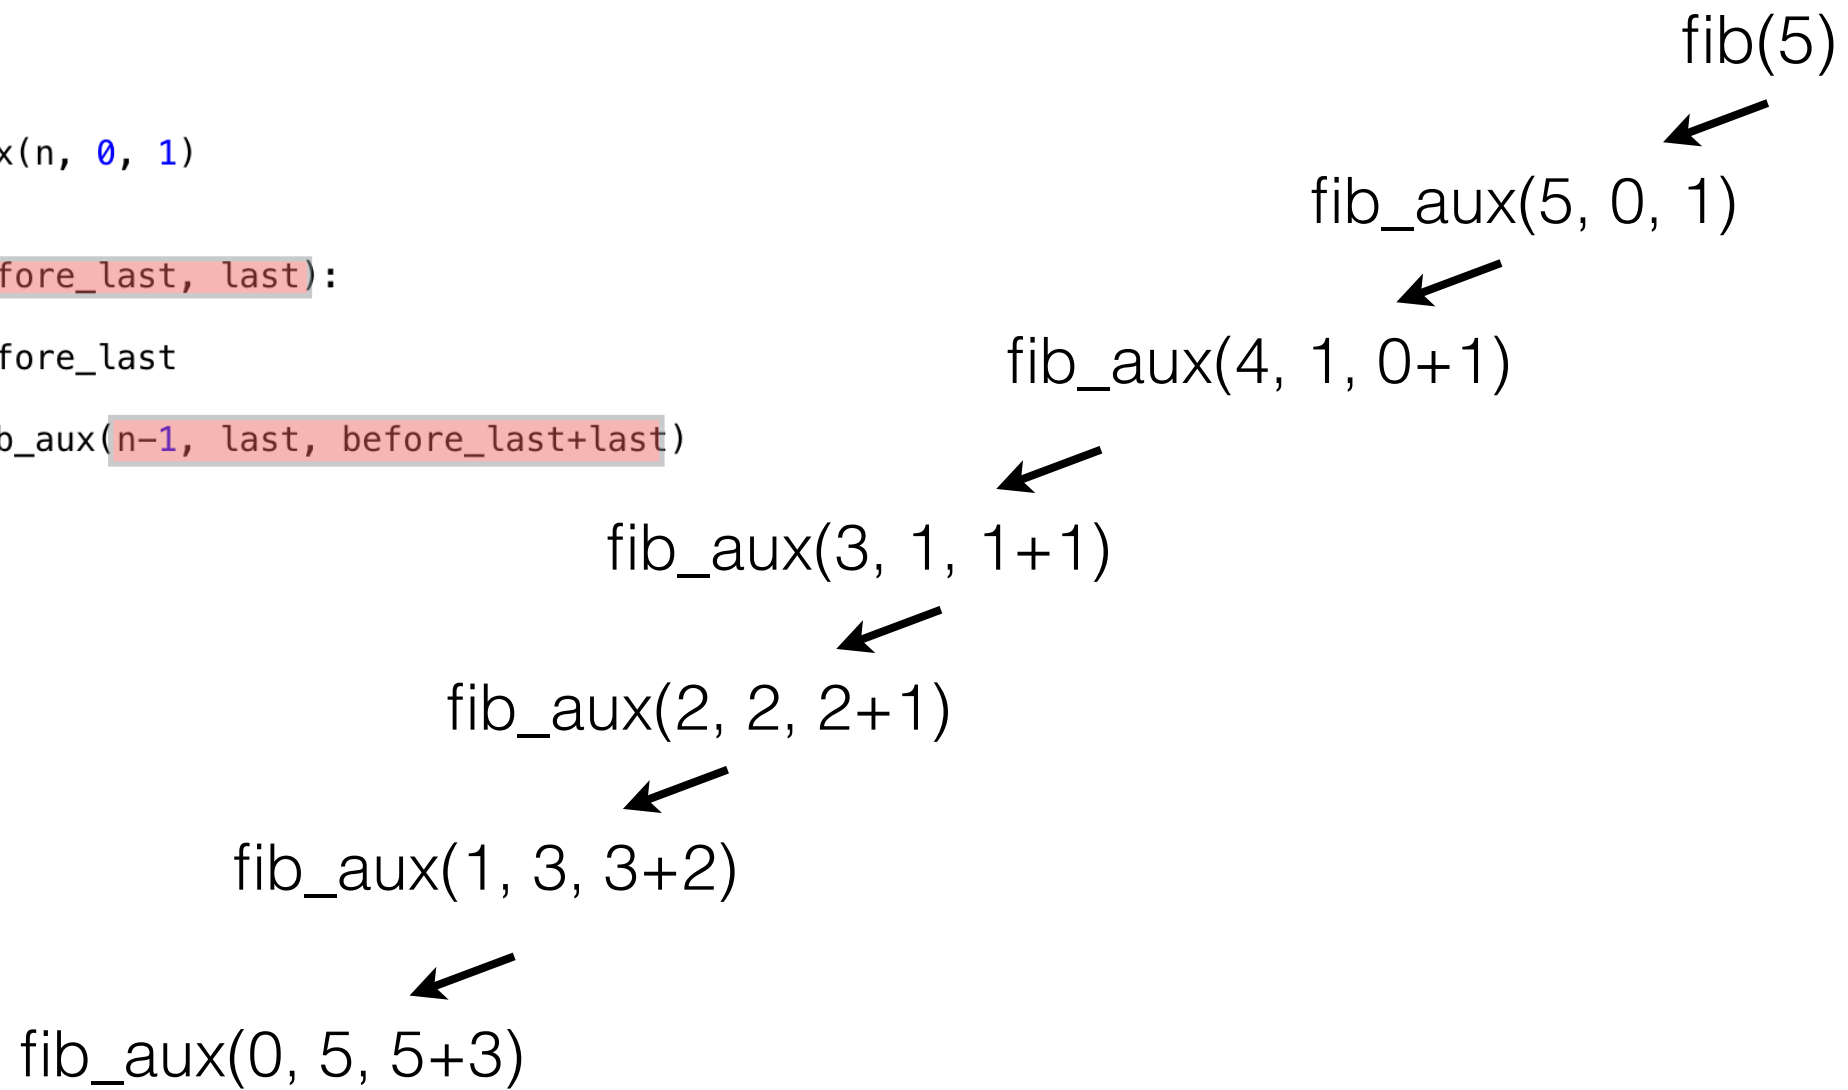 fib(5)
x(n, 0, 1)
fib_aux(5, 0, 1)
fore_last, last):
fore_last
fib_aux(4, 1, 0+1)
b_aux(n-1, last, before_last+last)
fib_aux(3, 1, 1+1)
fib_aux(2, 2, 2+1)
fib_aux(1, 3, 3+2)
fib_aux(0, 5, 5+3)